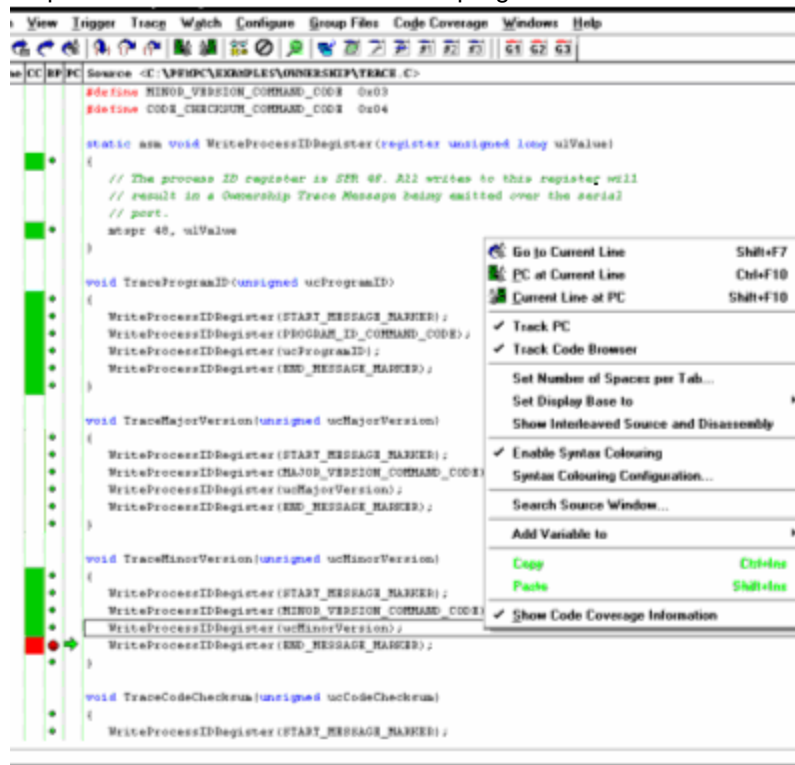 View Trigger Trace Watch Configure Group Files Code Coverage Windows Help
G1 G2 G3
CC BP PC Source <C:\PFMPC\EXAMPLES\OWNERSHIP\TRACE.C>
#define MINOR_VERSION_COMMAND_CODE 0x03
#define CODE_CHECKSUM_COMMAND_CODE 0x04
static asm void WriteProcessIDRegister(register unsigned long ulValue)
{
// The process ID register is SPR 48. All writes to this register will
// result in a Ownership Trace Message being emitted over the serial
// port.
mtspr 48, ulValue
}
void TraceProgramID(unsigned ucProgramID)
{
WriteProcessIDRegister(START_MESSAGE_MARKER);
WriteProcessIDRegister(PROGRAM_ID_COMMAND_CODE);
WriteProcessIDRegister(ucProgramID);
WriteProcessIDRegister(END_MESSAGE_MARKER);
}
void TraceMajorVersion(unsigned ucMajorVersion)
{
WriteProcessIDRegister(START_MESSAGE_MARKER);
WriteProcessIDRegister(MAJOR_VERSION_COMMAND_CODE)
WriteProcessIDRegister(ucMajorVersion);
WriteProcessIDRegister(END_MESSAGE_MARKER);
}
void TraceMinorVersion(unsigned ucMinorVersion)
{
WriteProcessIDRegister(START_MESSAGE_MARKER);
WriteProcessIDRegister(MINOR_VERSION_COMMAND_CODE)
WriteProcessIDRegister(ucMinorVersion);
WriteProcessIDRegister(END_MESSAGE_MARKER);
}
void TraceCodeChecksum(unsigned ucCodeChecksum)
{
WriteProcessIDRegister(START_MESSAGE_MARKER);
Go to Current Line Shift+F7
PC at Current Line Ctrl+F10
Current Line at PC Shift+F10
Track PC
Track Code Browser
Set Number of Spaces per Tab...
Set Display Base to
Show Interleaved Source and Disassembly
Enable Syntax Colouring
Syntax Colouring Configuration...
Search Source Window...
Add Variable to
Copy Ctrl+Ins
Paste Shift+Ins
Show Code Coverage Information